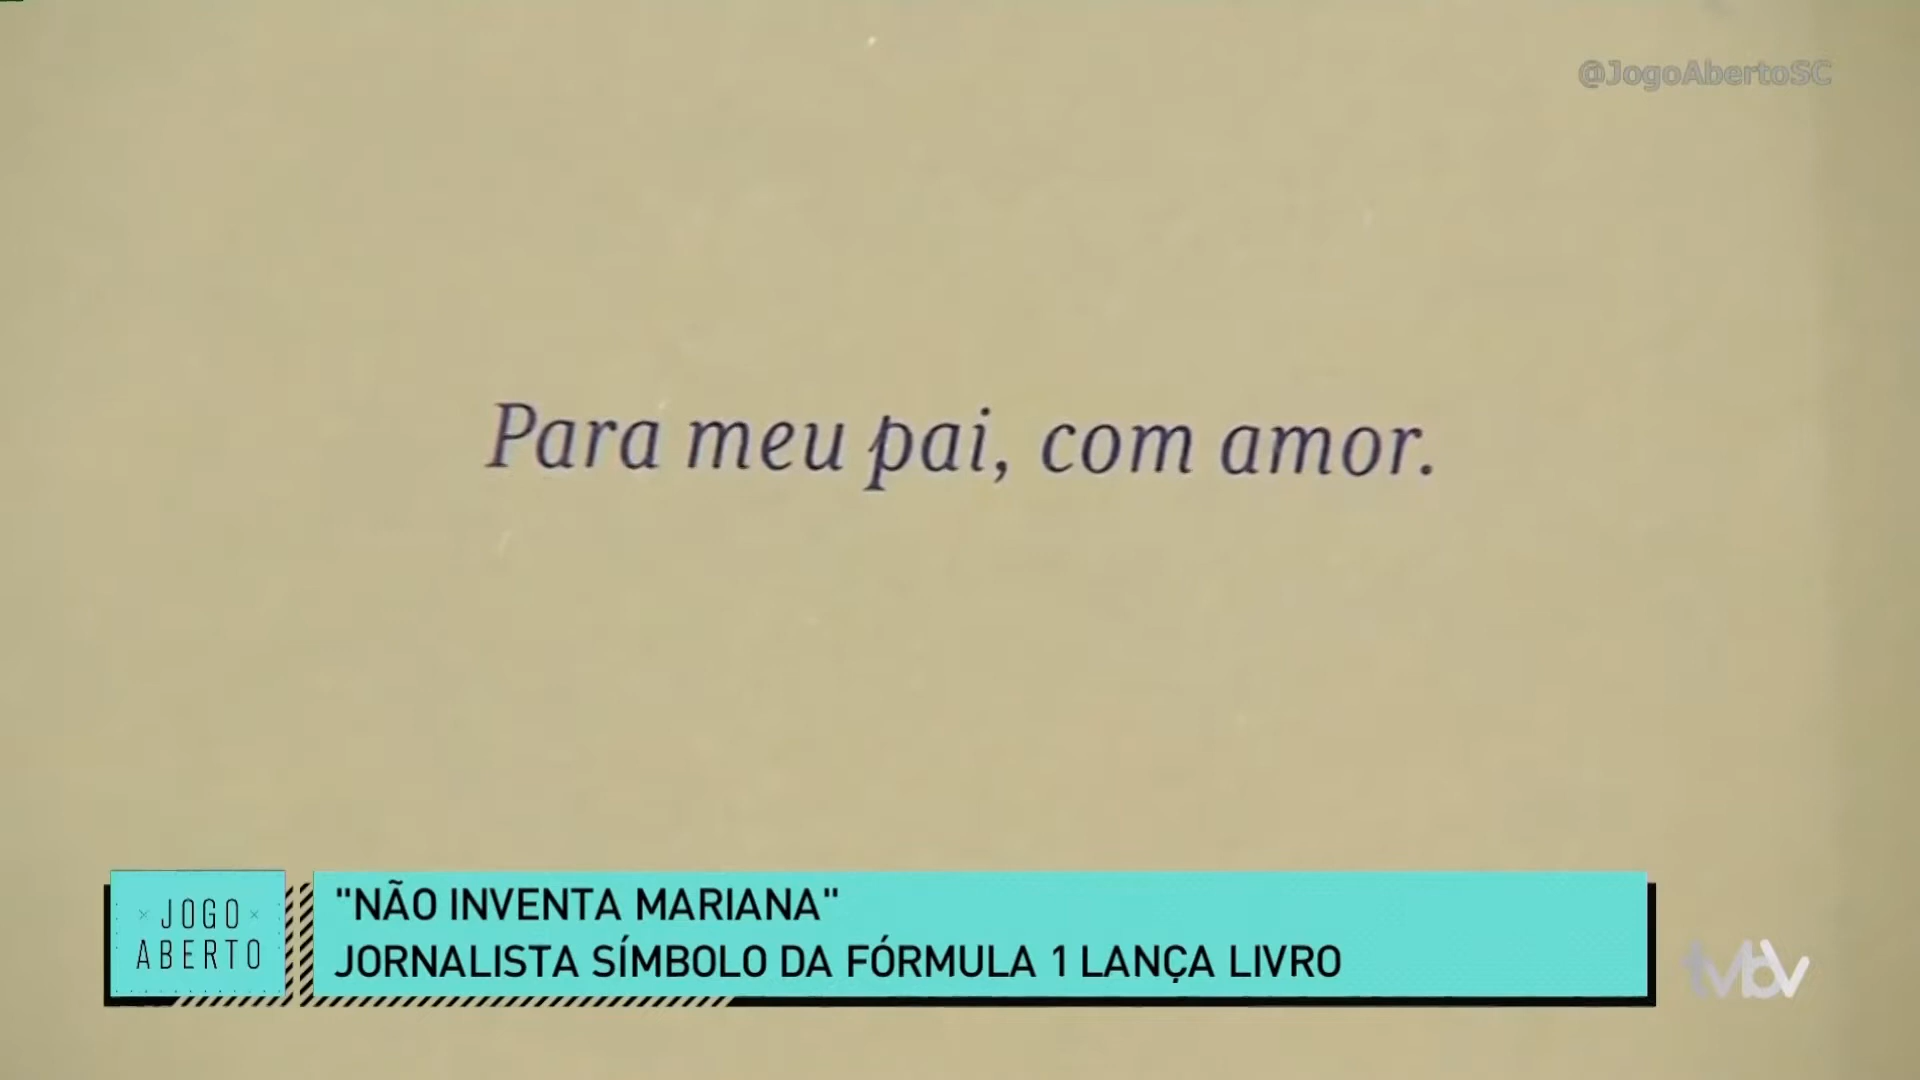 @JogoAbertoSC
Para meu pai, com amor.
JOGO
ABERTO
"NÃO INVENTA MARIANA"
JORNALISTA SÍMBOLO DA FÓRMULA 1 LANÇA LIVRO
tvbv